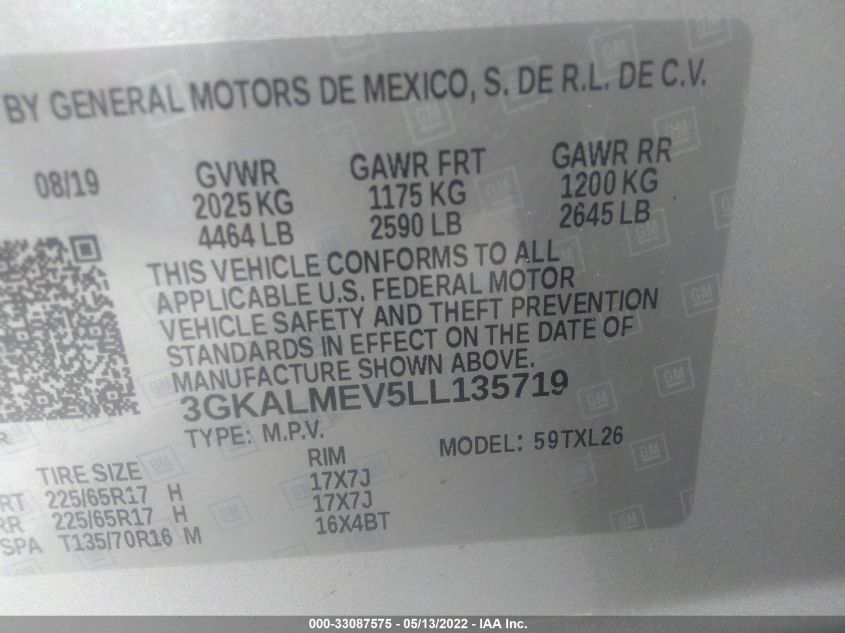 BY GENERAL MOTORS DE MEXICO, S. DE R.L. DE C.V.
08/19 GVWR GAWR FRT GAWR RR
2025 KG 1175 KG 1200 KG
4464 LB 2590 LB 2645 LB
THIS VEHICLE CONFORMS TO ALL
APPLICABLE U.S. FEDERAL MOTOR
VEHICLE SAFETY AND THEFT PREVENTION
STANDARDS IN EFFECT ON THE DATE OF
MANUFACTURE SHOWN ABOVE.
3GKALMEV5LL135719
TYPE: M.P.V. MODEL: 59TXL26
TIRE SIZE RIM
RT 225/65R17 H 17X7J
RR 225/65R17 H 17X7J
SPA T135/70R16 M 16X4BT
000-33087575 - 05/13/2022 - IAA Inc.